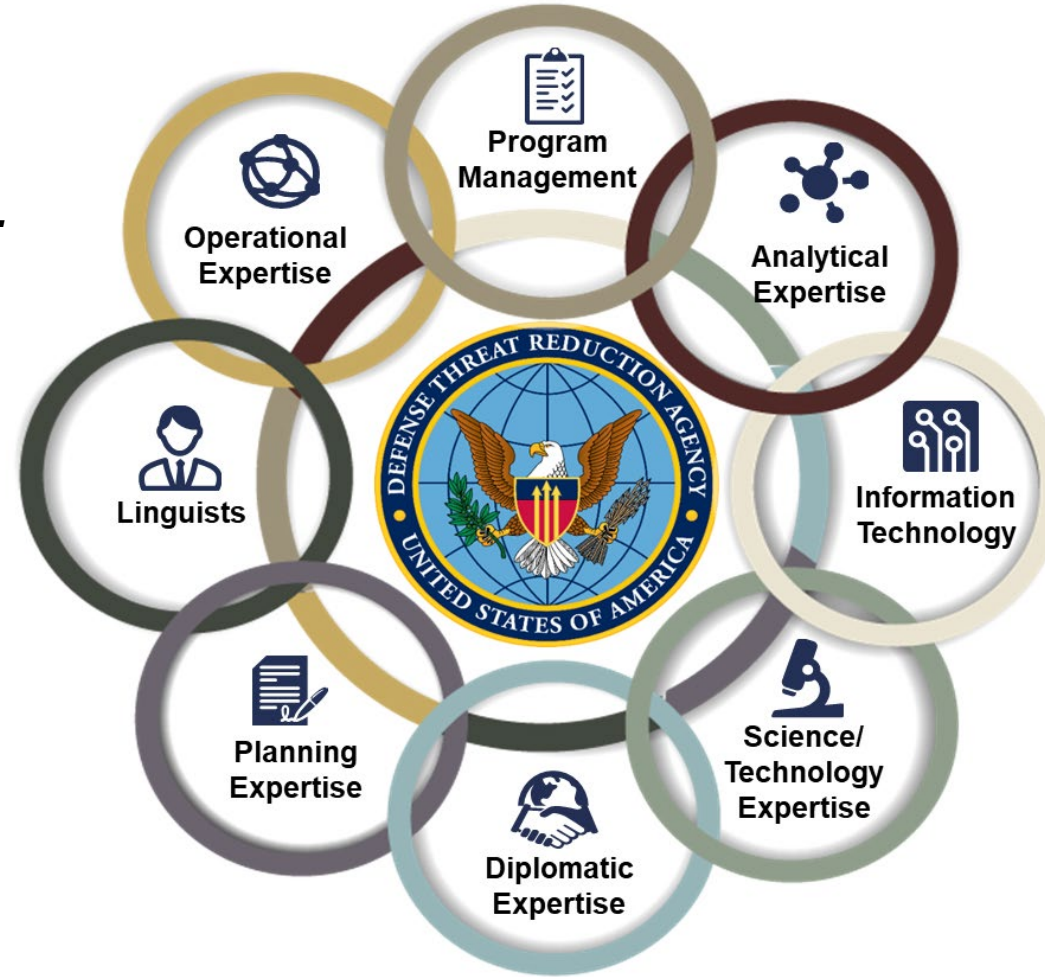 Program
Management
Operational
Expertise
Analytical
Expertise
DEFENSE THREAT REDUCTION AGENCY
UNITED STATES OF AMERICA
Linguists
Information
Technology
Planning
Expertise
Science/
Technology
Expertise
Diplomatic
Expertise